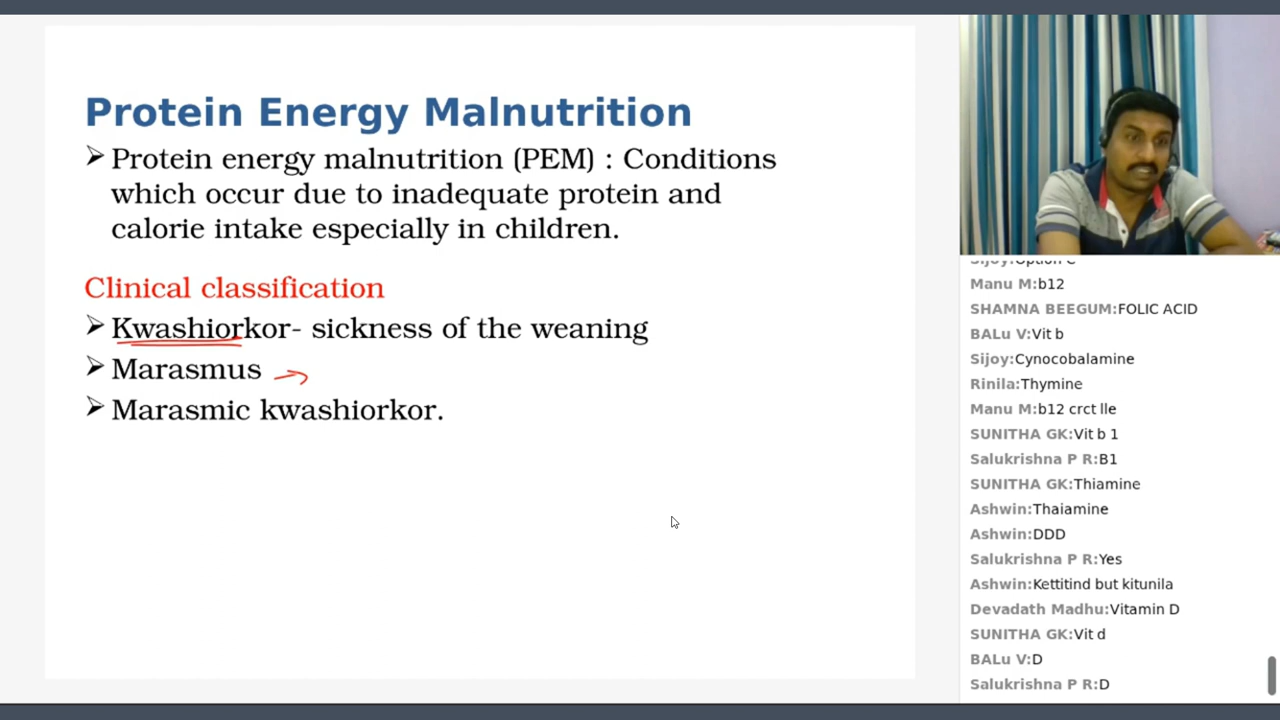 Protein Energy Malnutrition
➢ Protein energy malnutrition (PEM) : Conditions
which occur due to inadequate protein and
calorie intake especially in children.
Clinical classification
➢ Kwashiorkor- sickness of the weaning
➢ Marasmus
➢ Marasmic kwashiorkor.
Sijoy:Option C
Manu M:b12
SHAMNA BEEGUM:FOLIC ACID
BALu V:Vit b
Sijoy:Cynocobalamine
Rinila:Thymine
Manu M:b12 crct lle
SUNITHA GK:Vit b 1
Salukrishna P R:B1
SUNITHA GK:Thiamine
Ashwin:Thaiamine
Ashwin:DDD
Salukrishna P R:Yes
Ashwin:Kettitind but kitunila
Devadath Madhu:Vitamin D
SUNITHA GK:Vit d
BALu V:D
Salukrishna P R:D